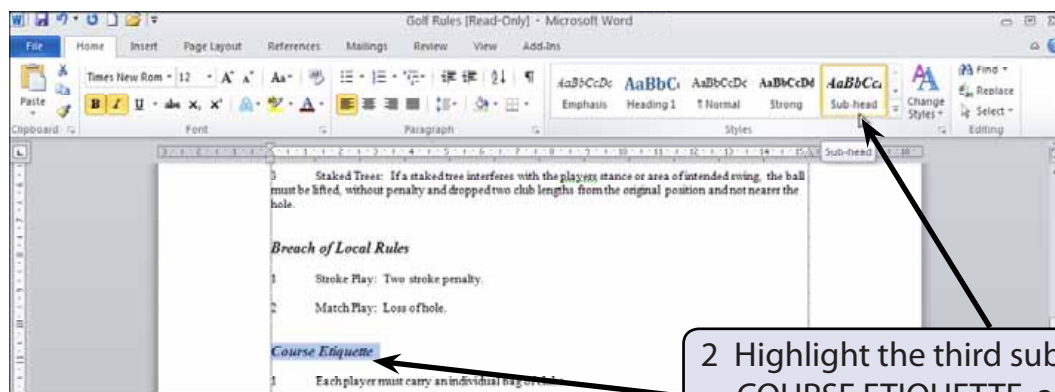 Golf Rules [Read-Only] - Microsoft Word
File Home Insert Page Layout References Mailings Review View Add-Ins
Times New Rom 12
Paste
B I U abc
Find
Replace
Select
Change Styles
AaBbCcDc AaBbC AaBbCcDc AaBbCcDd AaBbCc
Emphasis Heading 1 ¶ Normal Strong Sub-head
Clipboard Font Paragraph Styles Editing
Sub-head
3 Staked Trees: If a staked tree interferes with the players stance or area of intended swing, the ball
must be lifted, without penalty and dropped two club lengths from the original position and not nearer the
hole.
Breach of Local Rules
1 Stroke Play: Two stroke penalty.
2 Match Play: Loss of hole.
Course Etiquette
1 Each player must carry an individual bag of
2 Highlight the third sub
COURSE ETIQUETTE